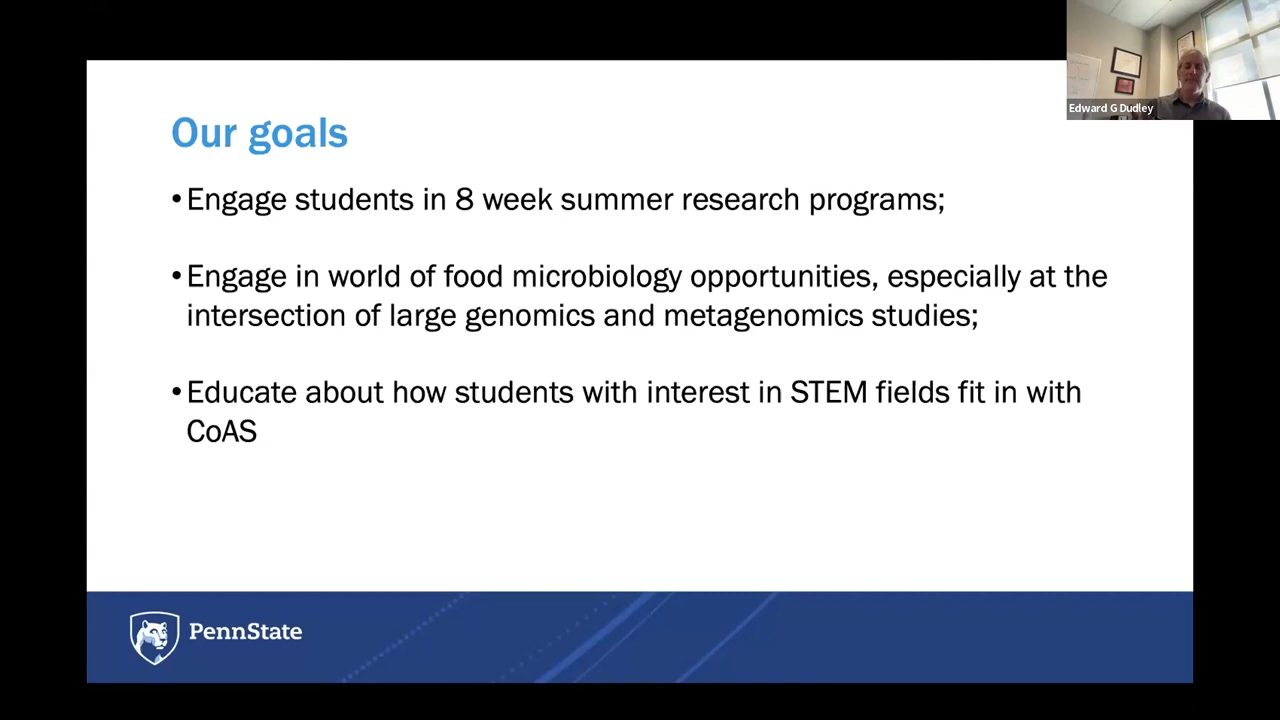 Edward G Dudley
Our goals
•Engage students in 8 week summer research programs;
•Engage in world of food microbiology opportunities, especially at the
intersection of large genomics and metagenomics studies;
•Educate about how students with interest in STEM fields fit in with
CoAS
PennState